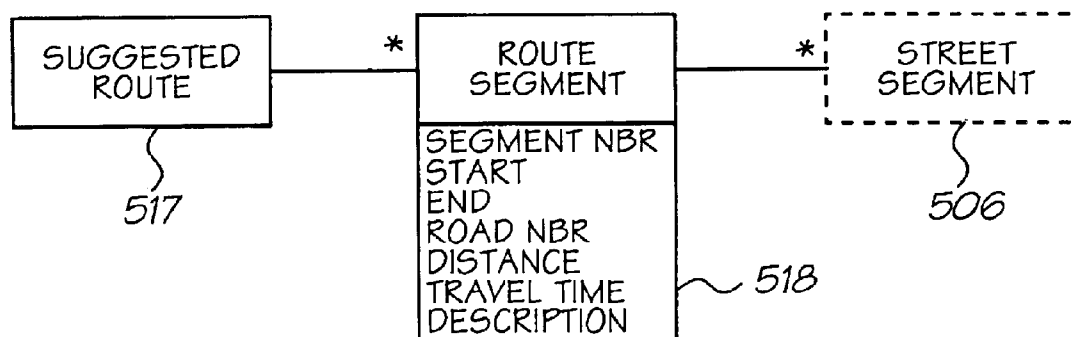 SUGGESTED
ROUTE
*
ROUTE
SEGMENT
*
STREET
SEGMENT
SEGMENT NBR
START
END
ROAD NBR
DISTANCE
TRAVEL TIME
DESCRIPTION
517
506
518